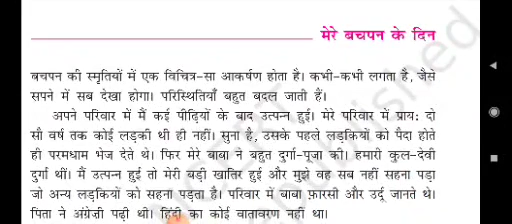 मेरे बचपन के दिन
बचपन की स्मृतियों में एक विचित्र-सा आकर्षण होता है। कभी-कभी लगता है, जैसे
सपने में सब देखा होगा। परिस्थितियाँ बहुत बदल जाती हैं।
अपने परिवार में मैं कई पीढ़ियों के बाद उत्पन्न हुई। मेरे परिवार में प्रायः दो
सौ वर्ष तक कोई लड़की थी ही नहीं। सुना है, उसके पहले लड़कियों को पैदा होते
ही परमधाम भेज देते थे। फिर मेरे बाबा ने बहुत दुर्गा-पूजा की। हमारी कुल-देवी
दुर्गा थीं। मैं उत्पन्न हुई तो मेरी बड़ी खातिर हुई और मुझे वह सब नहीं सहना पड़ा
जो अन्य लड़कियों को सहना पड़ता है। परिवार में बाबा फ़ारसी और उर्दू जानते थे।
पिता ने अंग्रेज़ी पढ़ी थी। हिंदी का कोई वातावरण नहीं था।